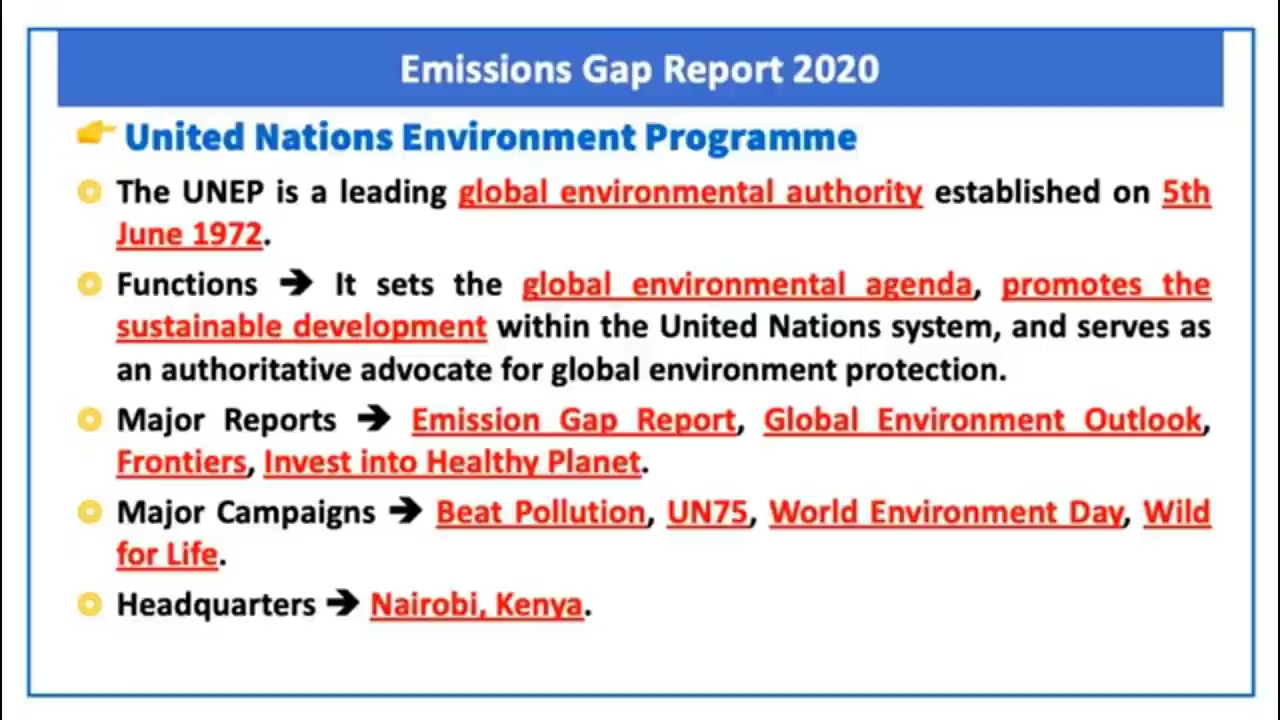 Emissions Gap Report 2020
United Nations Environment Programme
The UNEP is a leading global environmental authority established on 5th
June 1972.
Functions ➔ It sets the global environmental agenda, promotes the
sustainable development within the United Nations system, and serves as
an authoritative advocate for global environment protection.
Major Reports ➔ Emission Gap Report, Global Environment Outlook,
Frontiers, Invest into Healthy Planet.
Major Campaigns ➔ Beat Pollution, UN75, World Environment Day, Wild
for Life.
Headquarters ➔ Nairobi, Kenya.